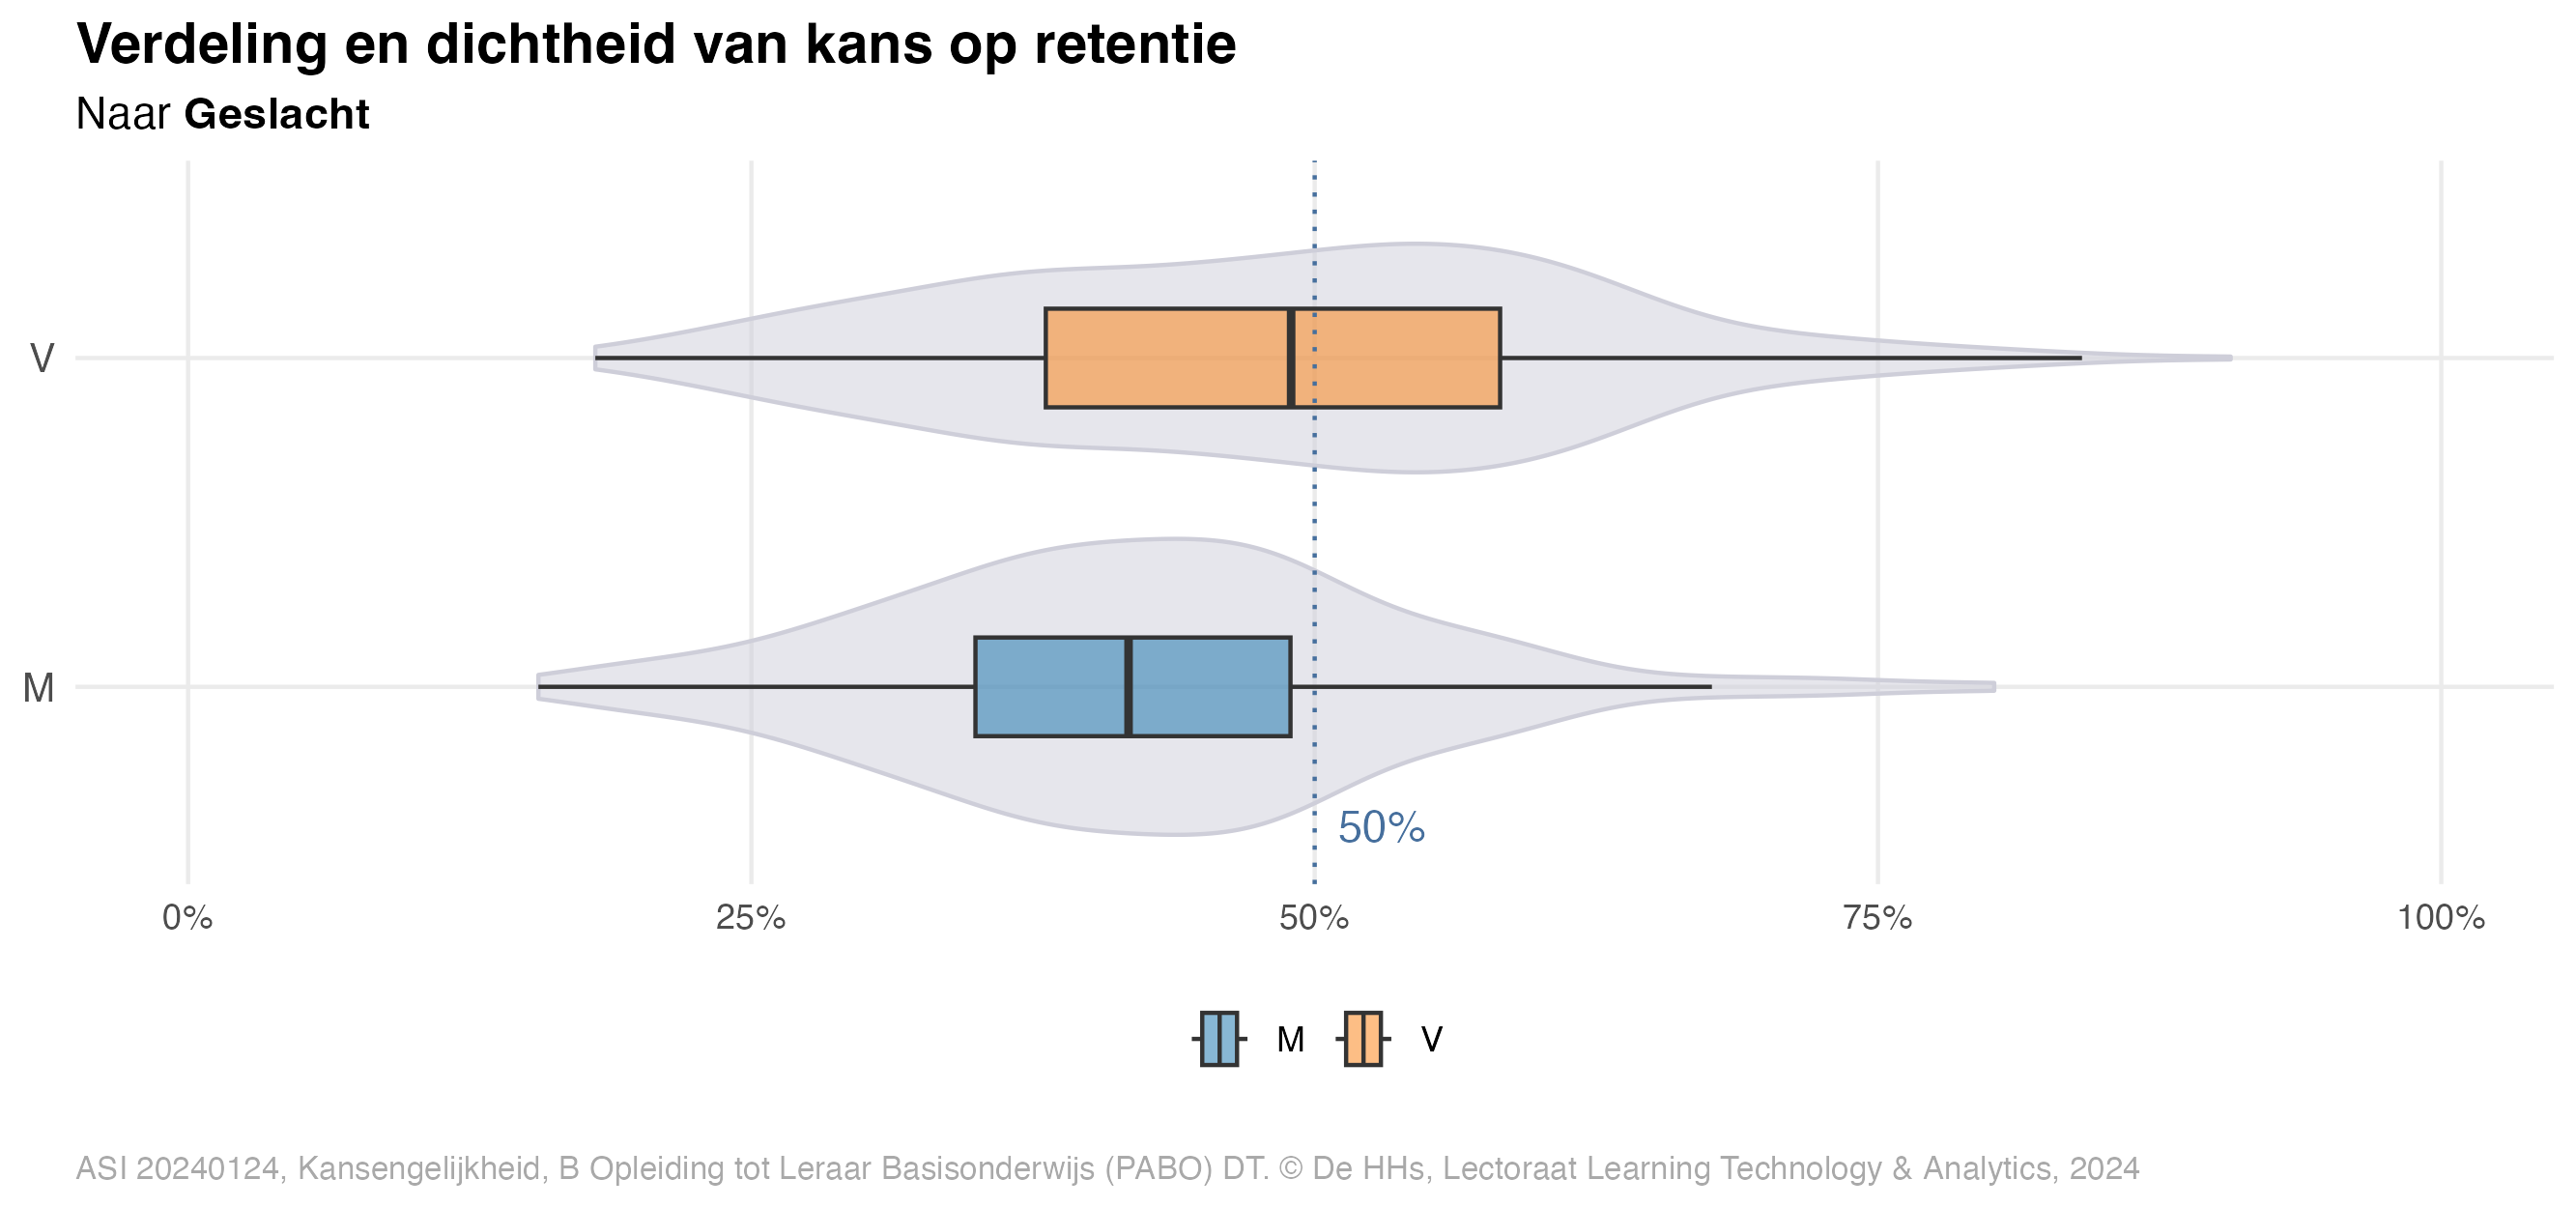 Verdeling en dichtheid van kans op retentie
Naar Geslacht
V
M
50%
0%
25%
50%
75%
100%
M
V
ASI 20240124, Kansengelijkheid, B Opleiding tot Leraar Basisonderwijs (PABO) DT. © De HHs, Lectoraat Learning Technology & Analytics, 2024